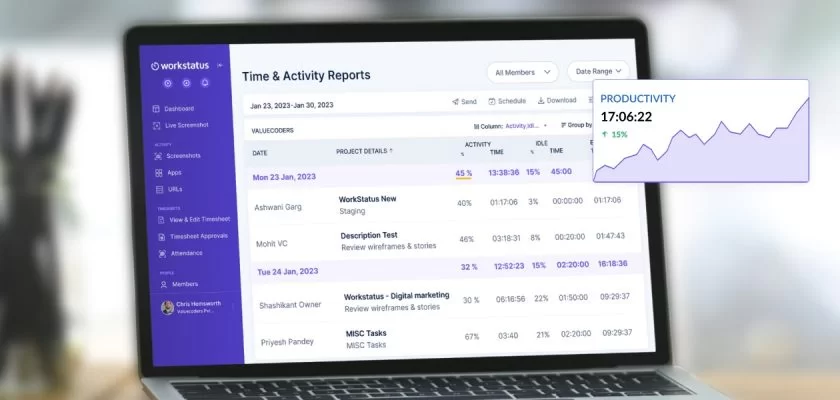 workstatus
Time & Activity Reports
All Members
Date Range
Dashboard
Live Screenshot
ACTIVITY
Screenshots
Apps
URLs
TIMESHEETS
View & Edit Timesheet
Timesheet Approvals
Attendance
PEOPLE
Members
Chris Hemsworth
Valuecoders Pvt...
Jan 23, 2023-Jan 30, 2023
Send
Schedule
Download
VALUECODERS
Column: Activity,Idl...
Group by
DATE
PROJECT DETAILS ↑
ACTIVITY
IDLE
%
TIME
%
TIME
Mon 23 Jan, 2023
45 %
13:38:36
15%
45:00
Ashwani Garg
WorkStatus New
Staging
40%
01:17:06
3%
00:00:00
01:17:06
Mohit VC
Description Test
Review wireframes & stories
46%
03:18:31
8%
00:20:00
01:47:43
Tue 24 Jan, 2023
32 %
12:52:23
15%
02:20:00
16:18:36
Shashikant Owner
Workstatus - Digital marketing
Review wireframes & stories
30 %
06:16:56
22%
01:50:00
09:29:37
Priyesh Pandey
MISC Tasks
MISC Tasks
67%
03:40
21%
02:20:00
09:29:37
PRODUCTIVITY
17:06:22
↑ 15%